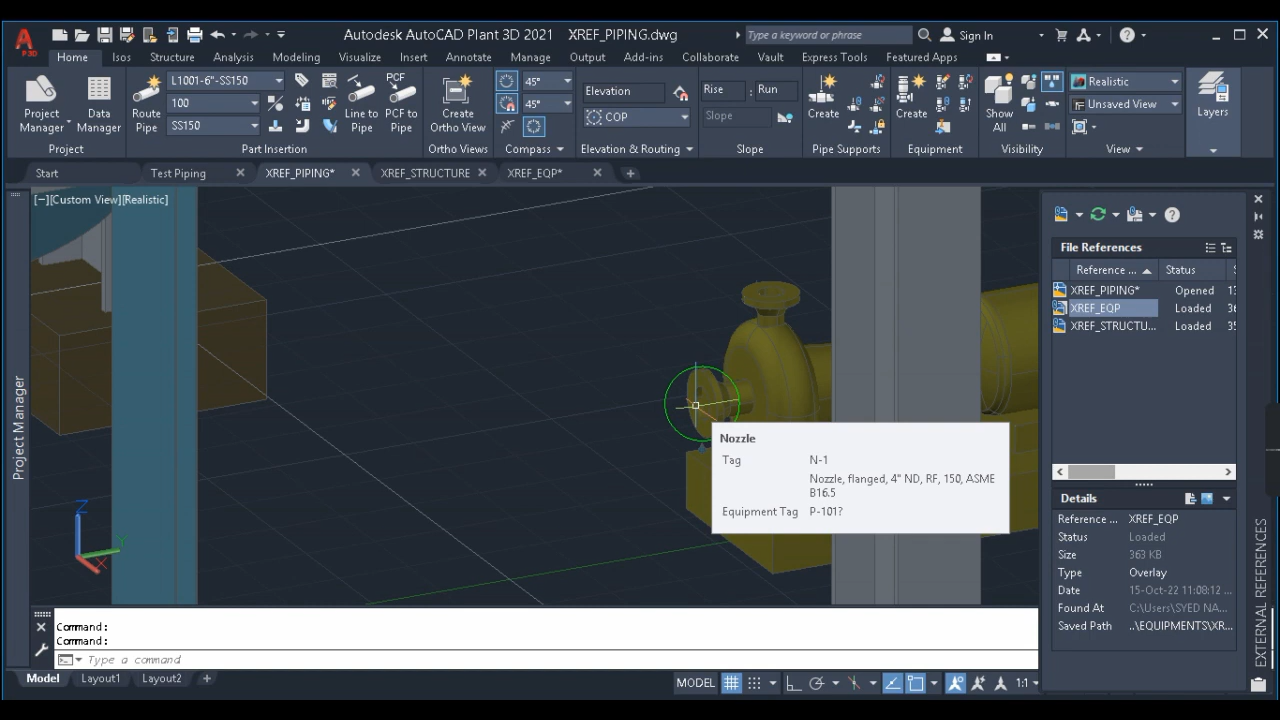 Autodesk AutoCAD Plant 3D 2021 XREF_PIPING.dwg
Type a keyword or phrase
Sign In
P3D
Home Isos Structure Analysis Modeling Visualize Insert Annotate Manage Output Add-ins Collaborate Vault Express Tools Featured Apps
Project Manager
Data Manager
Project
Route Pipe
L1001-6"-SS150
100
SS150
Line to Pipe
PCF
PCF to Pipe
Part Insertion
Create Ortho View
Ortho Views
45°
45°
Compass
Elevation
COP
Elevation & Routing
Rise : Run
Slope
Slope
Create
Pipe Supports
Create
Equipment
Show All
Visibility
Realistic
Unsaved View
View
Layers
Start Test Piping XREF_PIPING* XREF_STRUCTURE XREF_EQP*
[−][Custom View][Realistic]
Project Manager
Nozzle
Tag N-1
Nozzle, flanged, 4" ND, RF, 150, ASME
B16.5
Equipment Tag P-101?
Z
X
File References
Reference ... Status
XREF_PIPING* Opened 13
XREF_EQP Loaded 36
XREF_STRUCTU... Loaded 35
Details
Reference ... XREF_EQP
Status Loaded
Size 363 KB
Type Overlay
Date 15-Oct-22 11:08:12 ...
Found At C:\Users\SYED NA...
Saved Path ..\EQUIPMENTS\XR...
EXTERNAL REFERENCES
Command:
Command:
Type a command
Model Layout1 Layout2
MODEL 1:1